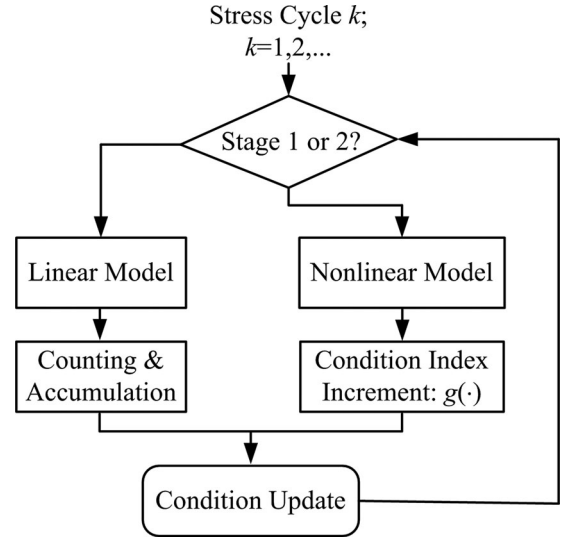 Stress Cycle k;
k=1,2,...
Stage 1 or 2?
Linear Model
Nonlinear Model
Counting &
Accumulation
Condition Index
Increment: g(·)
Condition Update